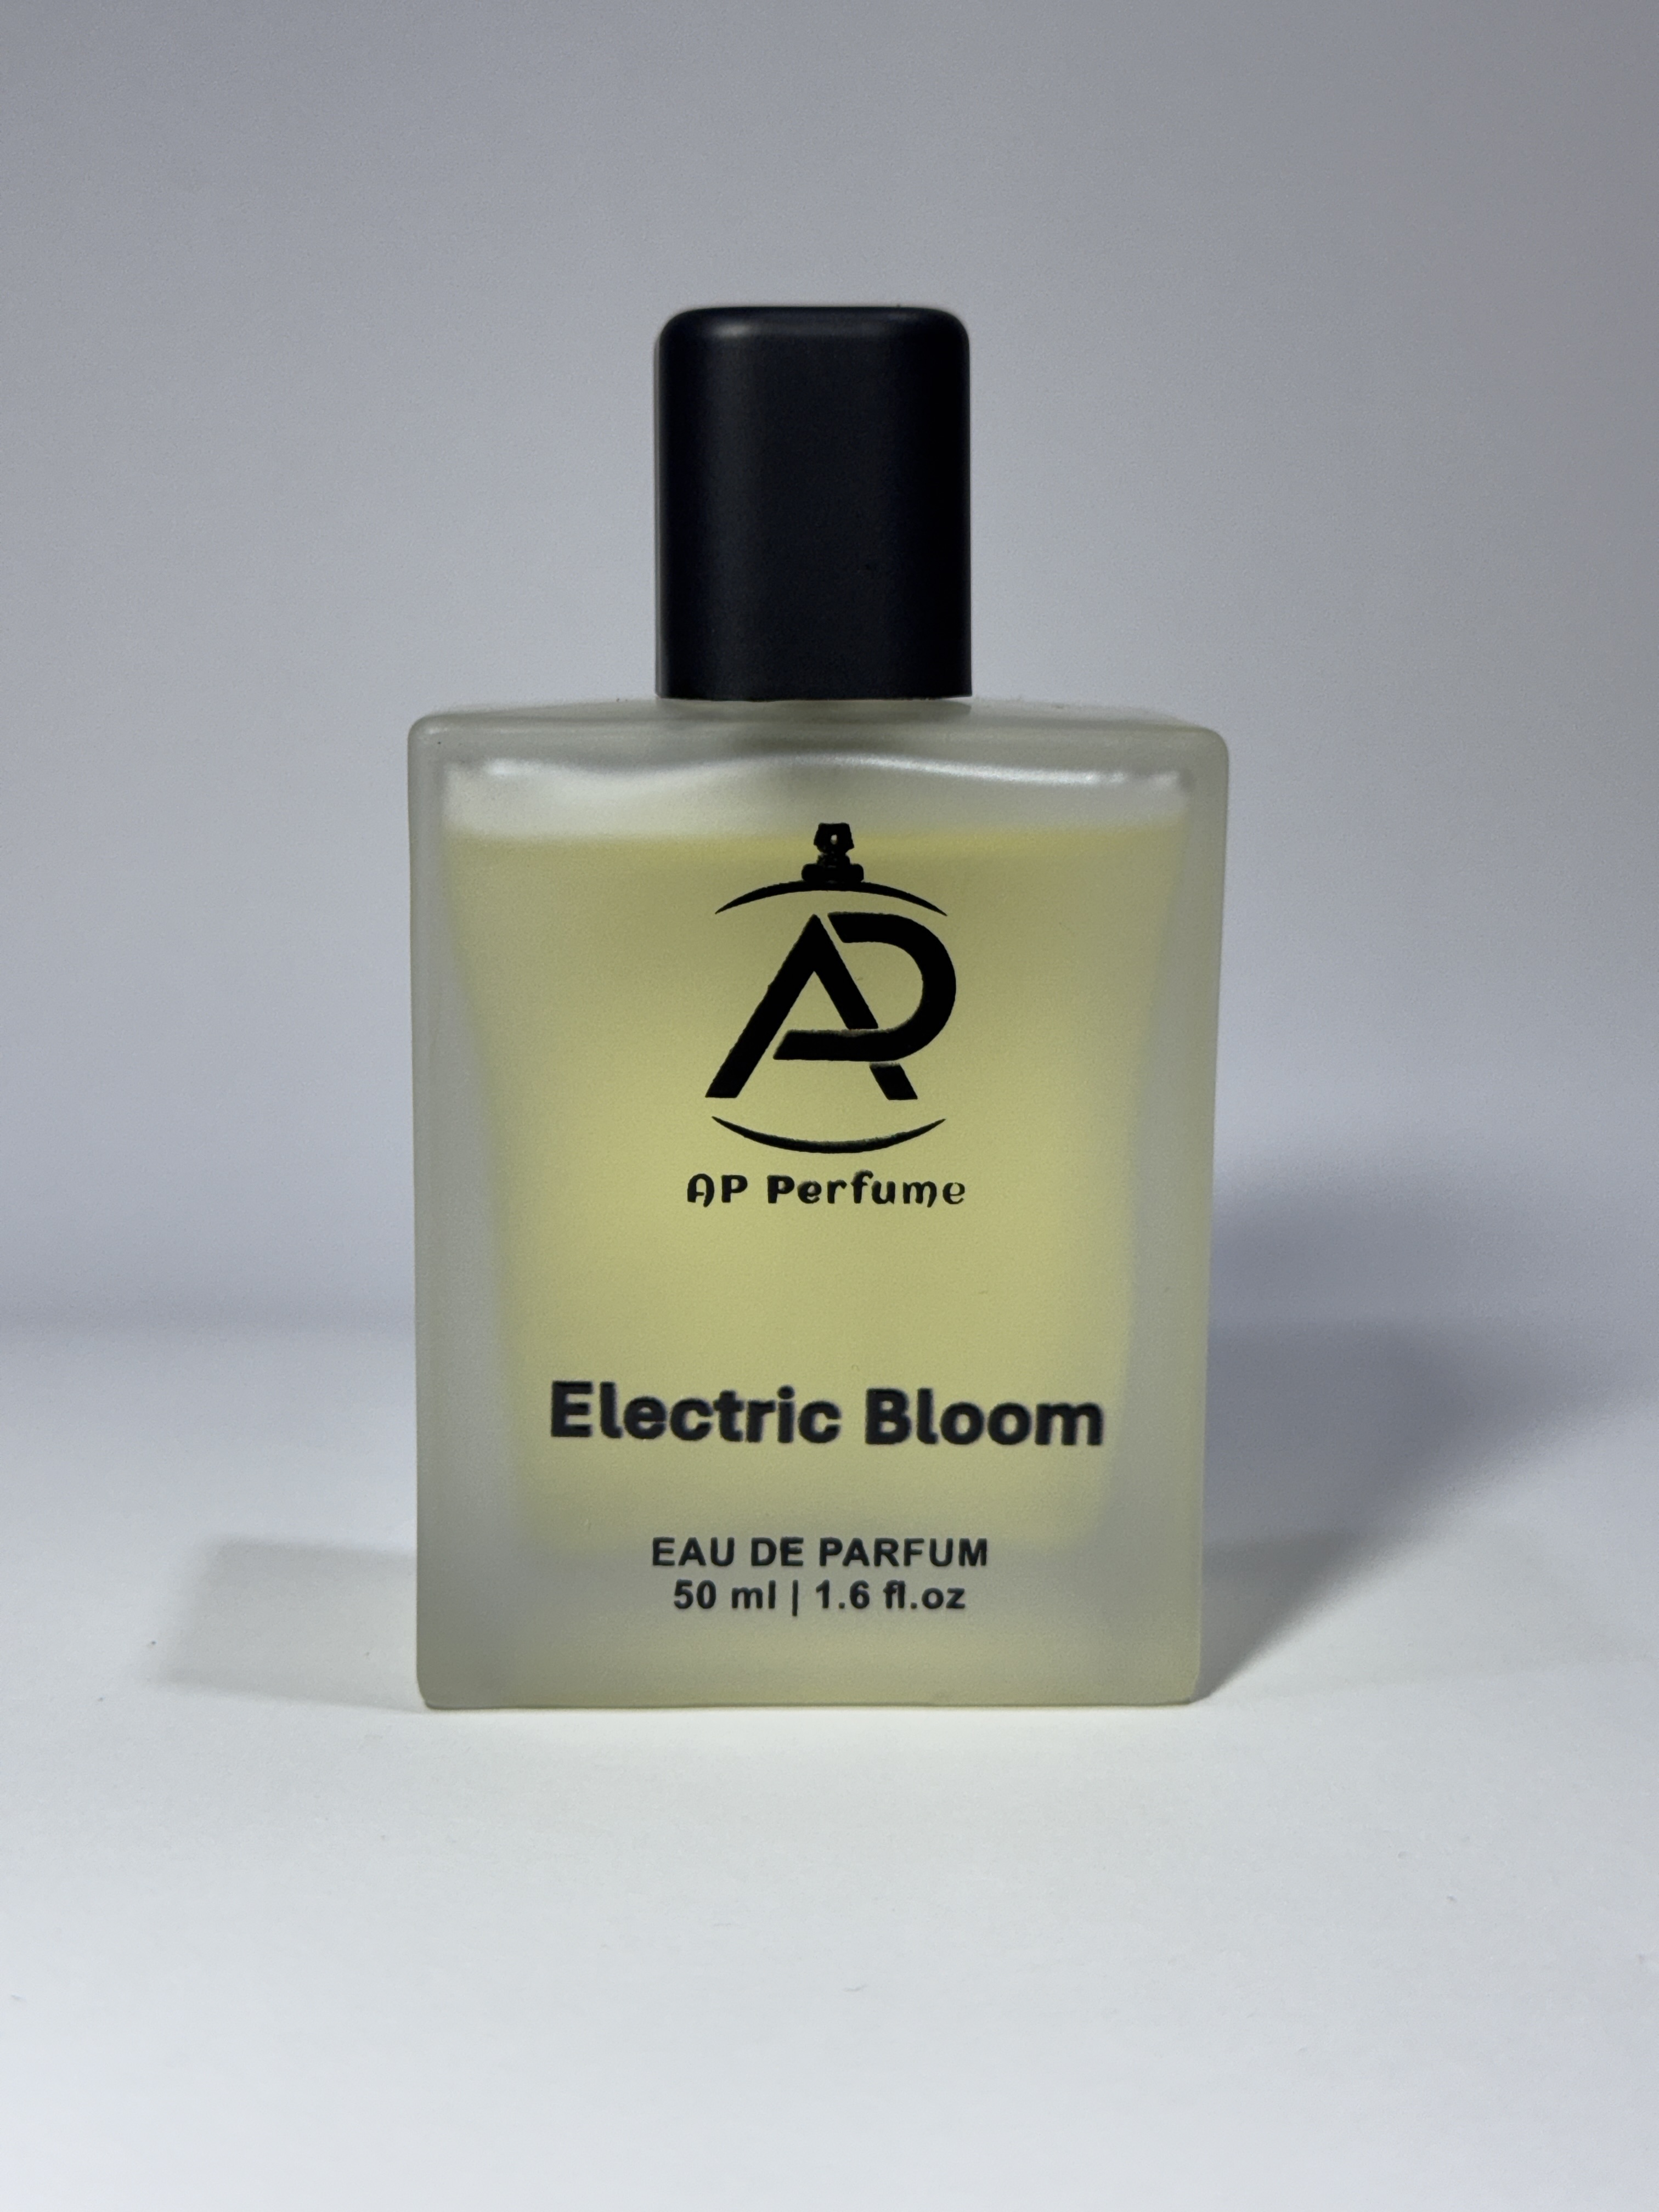 AP
AP Perfume
Electric Bloom
EAU DE PARFUM
50 ml | 1.6 fl.oz